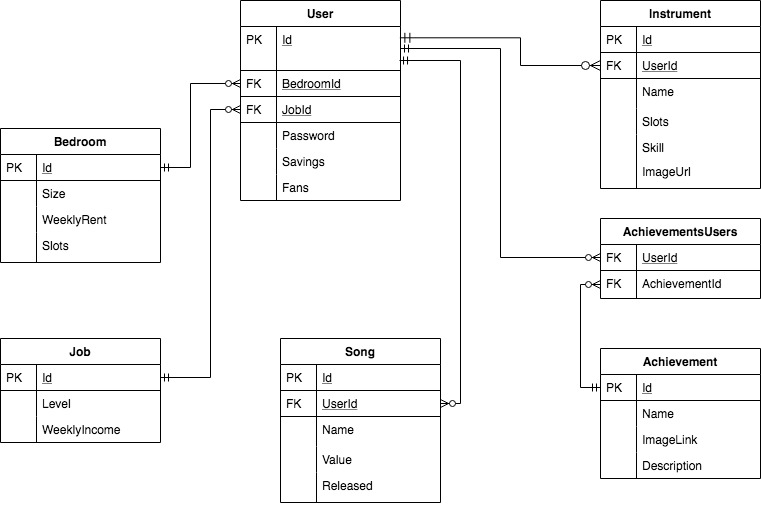 User
PK Id
FK BedroomId
FK JobId
Password
Savings
Fans
Instrument
PK Id
FK UserId
Name
Slots
Skill
ImageUrl
Bedroom
PK Id
Size
WeeklyRent
Slots
AchievementsUsers
FK UserId
FK AchievementId
Job
PK Id
Level
WeeklyIncome
Song
PK Id
FK UserId
Name
Value
Released
Achievement
PK Id
Name
ImageLink
Description